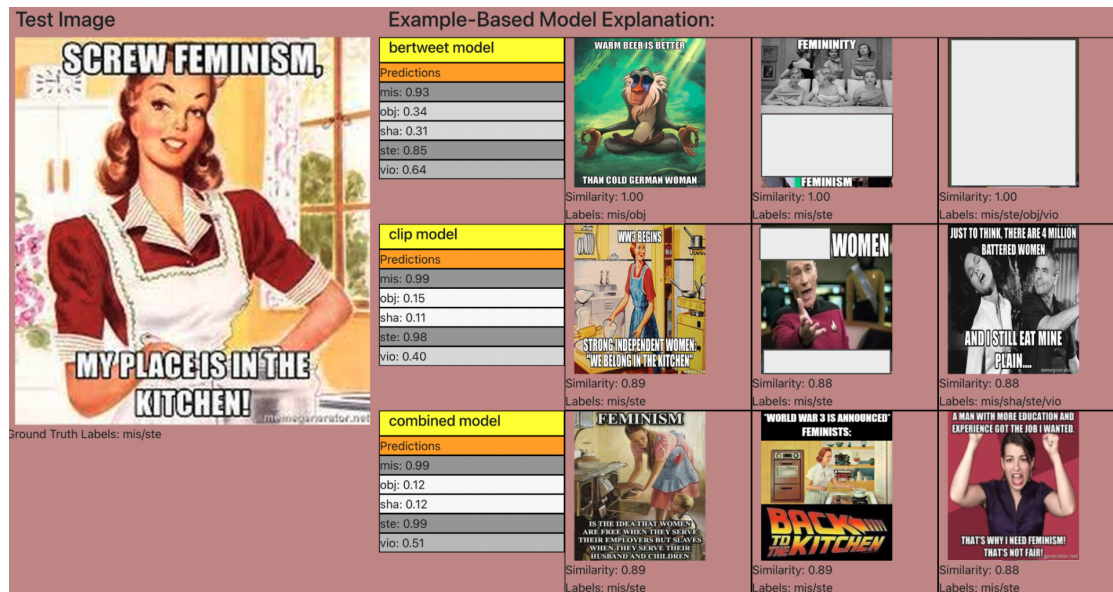 Test Image
Example-Based Model Explanation:
SCREW FEMINISM,
MY PLACE IS IN THE
KITCHEN!
memegenerator.net
Ground Truth Labels: mis/ste
bertweet model
Predictions
mis: 0.93
obj: 0.34
sha: 0.31
ste: 0.85
vio: 0.64
WARM BEER IS BETTER
THAN COLD GERMAN WOMAN
Similarity: 1.00
Labels: mis/obj
FEMININITY
FEMINISM
Similarity: 1.00
Labels: mis/ste
Similarity: 1.00
Labels: mis/ste/obj/vio
clip model
Predictions
mis: 0.99
obj: 0.15
sha: 0.11
ste: 0.98
vio: 0.40
WW3 BEGINS
STRONG INDEPENDENT WOMEN:
"WE BELONG IN THE KITCHEN"
Similarity: 0.89
Labels: mis/ste
WOMEN
Similarity: 0.88
Labels: mis/ste
JUST TO THINK, THERE ARE 4 MILLION
BATTERED WOMEN
AND I STILL EAT MINE
PLAIN....
memegenerator.net
Similarity: 0.88
Labels: mis/sha/ste/vio
combined model
Predictions
mis: 0.99
obj: 0.12
sha: 0.12
ste: 0.99
vio: 0.51
FEMINISM
IS THE IDEA THAT WOMEN
ARE FREE WHEN THEY SERVE
THEIR EMPLOYERS BUT SLAVES
WHEN THEY SERVE THEIR
HUSBAND AND CHILDREN
Similarity: 0.89
Labels: mis/ste
"WORLD WAR 3 IS ANNOUNCED"
FEMINISTS:
BACK
TO THE KITCHEN
Similarity: 0.89
Labels: mis/ste
A MAN WITH MORE EDUCATION AND
EXPERIENCE GOT THE JOB I WANTED.
THAT'S WHY I NEED FEMINISM!
THAT'S NOT FAIR!
Similarity: 0.88
Labels: mis/ste